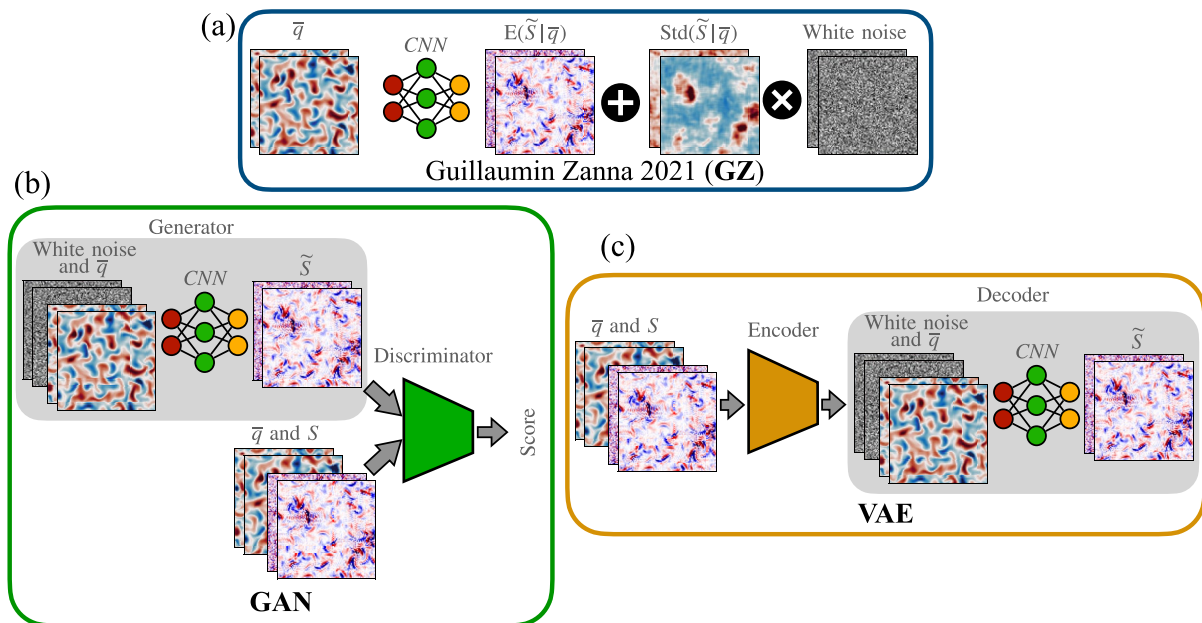 (a)
q̅
CNN
E(S̃|q̅)
Std(S̃|q̅)
White noise
Guillaumin Zanna 2021 (GZ)
(b)
Generator
White noise
and q̅
CNN
S̃
Discriminator
Score
q̅ and S
GAN
(c)
Decoder
q̅ and S
Encoder
White noise
and q̅
CNN
S̃
VAE